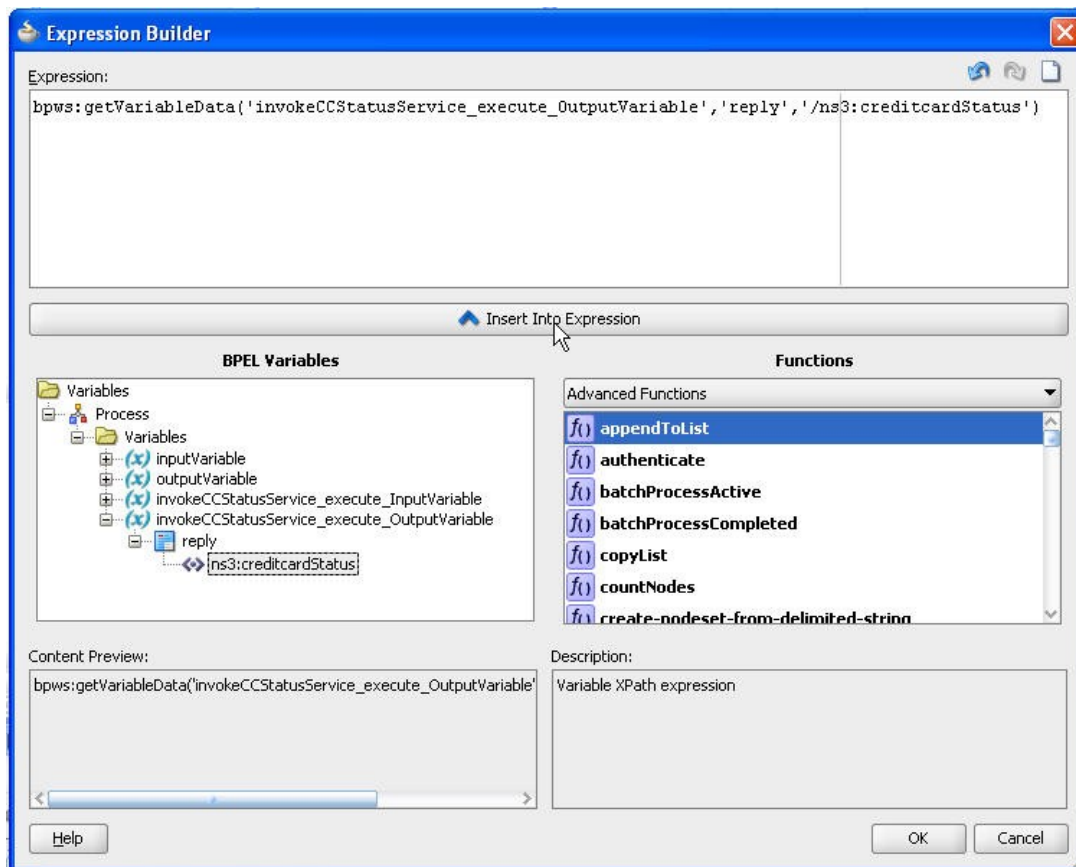 Expression Builder
Expression:
bpws:getVariableData('invokeCCStatusService_execute_OutputVariable','reply','/ns3:creditcardStatus')
Insert Into Expression
BPEL Variables
Variables
Process
Variables
(x) inputVariable
(x) outputVariable
(x) invokeCCStatusService_execute_InputVariable
(x) invokeCCStatusService_execute_OutputVariable
reply
ns3:creditcardStatus
Functions
Advanced Functions
f() appendToList
f() authenticate
f() batchProcessActive
f() batchProcessCompleted
f() copyList
f() countNodes
f() create-nodeset-from-delimited-string
Content Preview:
bpws:getVariableData('invokeCCStatusService_execute_OutputVariable'
Description:
Variable XPath expression
Help
OK
Cancel